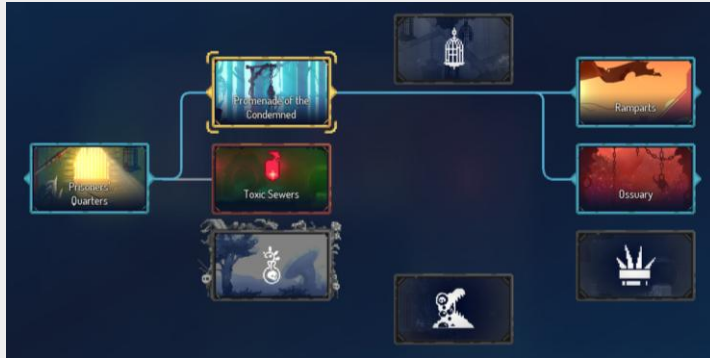 Promenade of the
Condemned
Ramparts
Prisoners'
Quarters
Toxic Sewers
Ossuary